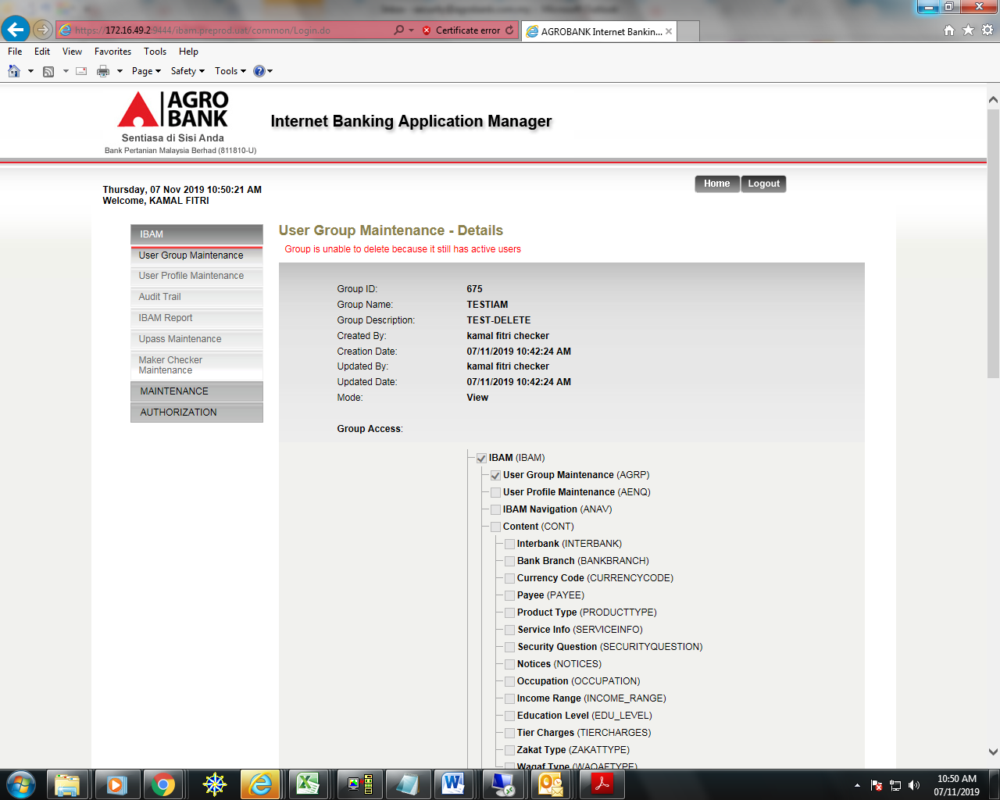 https://172.16.49.2:9444/ibam.preprod.uat/common/Login.do
Certificate error
AGROBANK Internet Bankin...
File Edit View Favorites Tools Help
Page Safety Tools
AGRO
BANK
Sentiasa di Sisi Anda
Bank Pertanian Malaysia Berhad (811810-U)
Internet Banking Application Manager
Thursday, 07 Nov 2019 10:50:21 AM
Welcome, KAMAL FITRI
Home Logout
IBAM
User Group Maintenance
User Profile Maintenance
Audit Trail
IBAM Report
Upass Maintenance
Maker Checker
Maintenance
MAINTENANCE
AUTHORIZATION
User Group Maintenance - Details
Group is unable to delete because it still has active users
Group ID: 675
Group Name: TESTIAM
Group Description: TEST-DELETE
Created By: kamal fitri checker
Creation Date: 07/11/2019 10:42:24 AM
Updated By: kamal fitri checker
Updated Date: 07/11/2019 10:42:24 AM
Mode: View
Group Access:
IBAM (IBAM)
User Group Maintenance (AGRP)
User Profile Maintenance (AENQ)
IBAM Navigation (ANAV)
Content (CONT)
Interbank (INTERBANK)
Bank Branch (BANKBRANCH)
Currency Code (CURRENCYCODE)
Payee (PAYEE)
Product Type (PRODUCTTYPE)
Service Info (SERVICEINFO)
Security Question (SECURITYQUESTION)
Notices (NOTICES)
Occupation (OCCUPATION)
Income Range (INCOME_RANGE)
Education Level (EDU_LEVEL)
Tier Charges (TIERCHARGES)
Zakat Type (ZAKATTYPE)
Waqaf Type (WAQAFTYPE)
10:50 AM
07/11/2019